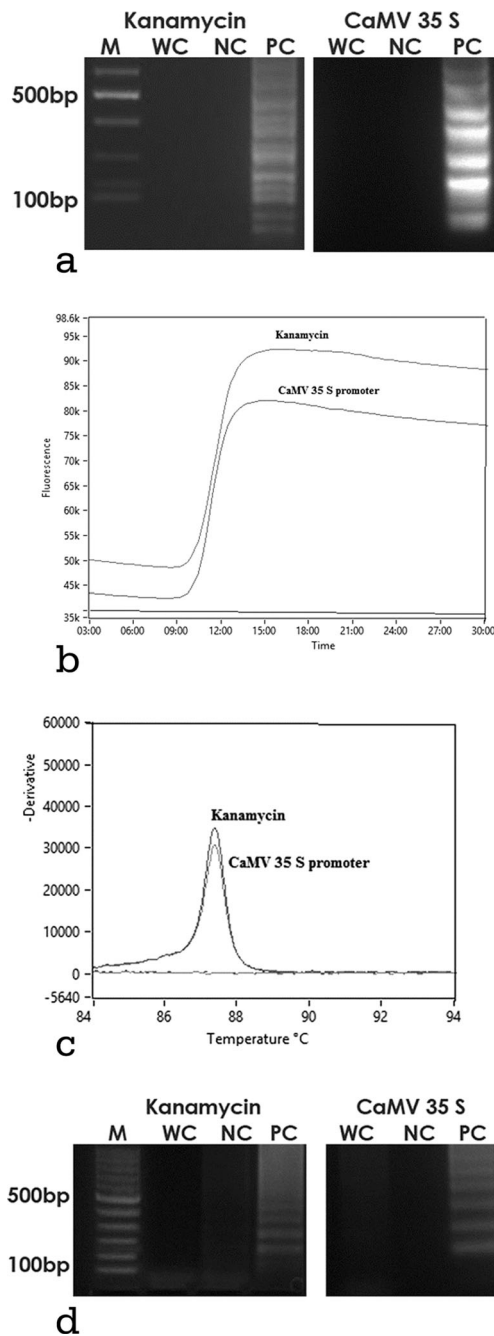 Kanamycin CaMV 35 S
M WC NC PC WC NC PC
500bp
100bp
a
98.6k
95k
90k
85k
80k
75k
70k
65k
60k
55k
50k
45k
35k
Fluorescence
Kanamycin
CaMV 35 S promoter
03:00 06:00 09:00 12:00 15:00 18:00 21:00 24:00 27:00 30:00
Time
b
60000
50000
40000
30000
20000
10000
0
-5640
-Derivative
Kanamycin
CaMV 35 S promoter
84 86 88 90 92 94
Temperature °C
c
Kanamycin CaMV 35 S
M WC NC PC WC NC PC
500bp
100bp
d